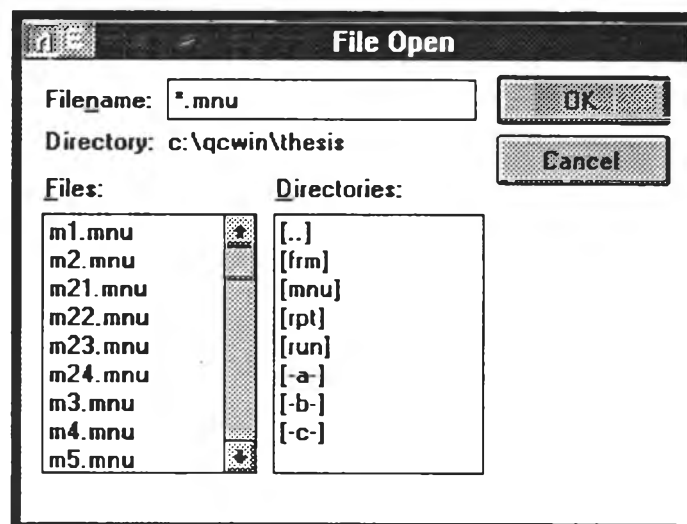 File Open
Filename: *.mnu
OK
Directory: c:\qcwin\thesis
Cancel
Files:
Directories:
m1.mnu
m2.mnu
m21.mnu
m22.mnu
m23.mnu
m24.mnu
m3.mnu
m4.mnu
m5.mnu
[..]
[frm]
[mnu]
[rpt]
[run]
[-a-]
[-b-]
[-c-]